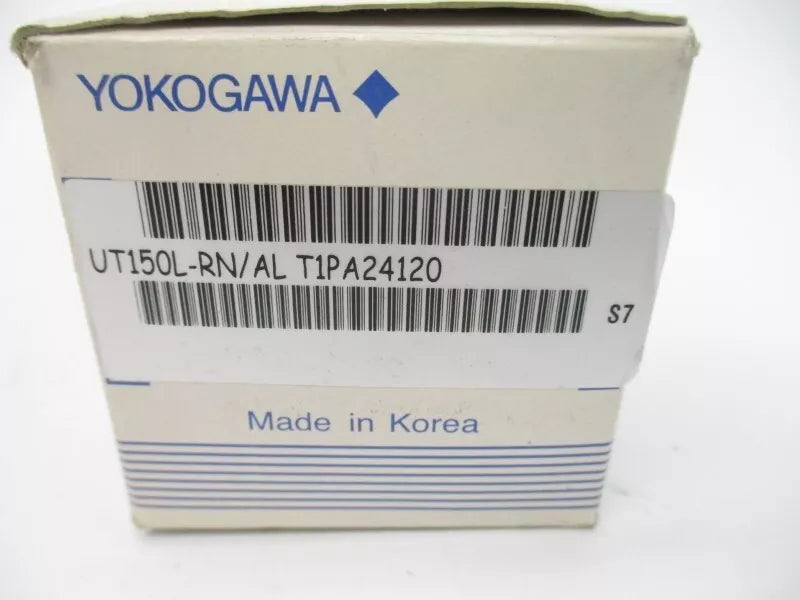 YOKOGAWA
UT150L-RN/AL T1PA24120
S7
Made in Korea